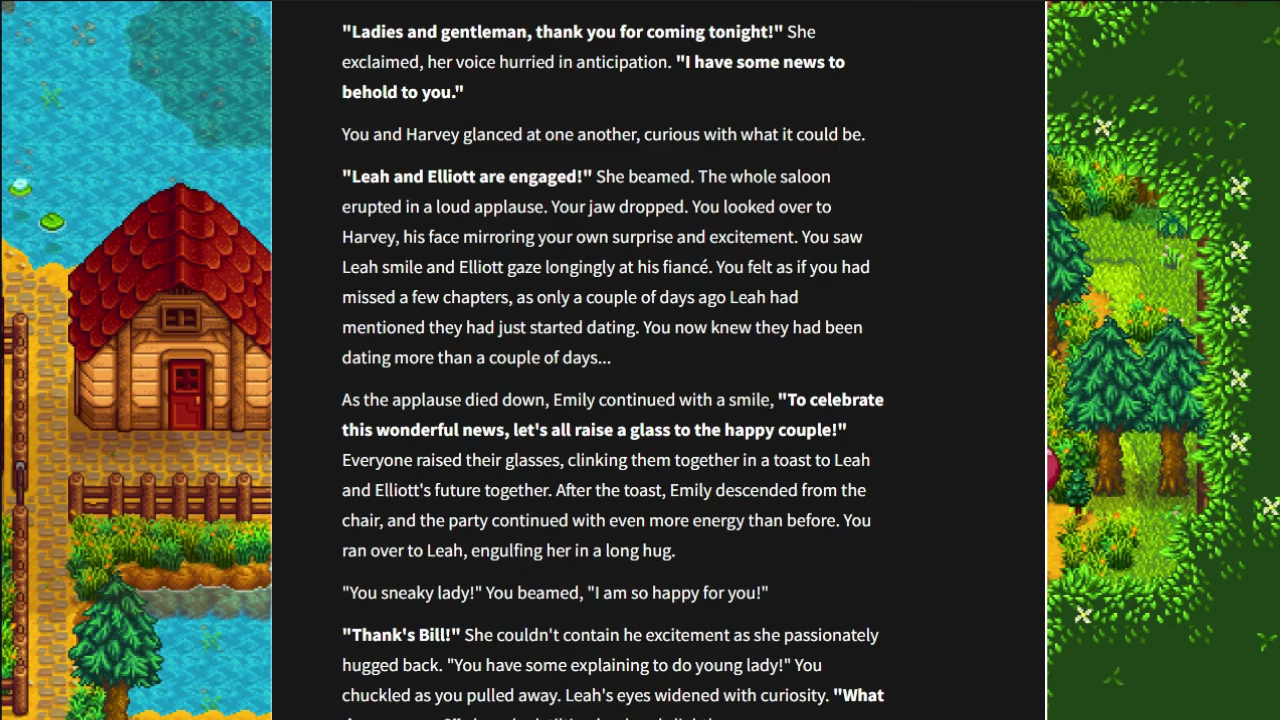 "Ladies and gentleman, thank you for coming tonight!" She
exclaimed, her voice hurried in anticipation. "I have some news to
behold to you."
You and Harvey glanced at one another, curious with what it could be.
"Leah and Elliott are engaged!" She beamed. The whole saloon
erupted in a loud applause. Your jaw dropped. You looked over to
Harvey, his face mirroring your own surprise and excitement. You saw
Leah smile and Elliott gaze longingly at his fiancé. You felt as if you had
missed a few chapters, as only a couple of days ago Leah had
mentioned they had just started dating. You now knew they had been
dating more than a couple of days...
As the applause died down, Emily continued with a smile, "To celebrate
this wonderful news, let's all raise a glass to the happy couple!"
Everyone raised their glasses, clinking them together in a toast to Leah
and Elliott's future together. After the toast, Emily descended from the
chair, and the party continued with even more energy than before. You
ran over to Leah, engulfing her in a long hug.
"You sneaky lady!" You beamed, "I am so happy for you!"
"Thank's Bill!" She couldn't contain he excitement as she passionately
hugged back. "You have some explaining to do young lady!" You
chuckled as you pulled away. Leah's eyes widened with curiosity. "What